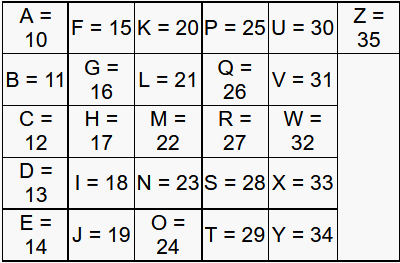 A = 10 F = 15 K = 20 P = 25 U = 30 Z = 35
B = 11 G = 16 L = 21 Q = 26 V = 31
C = 12 H = 17 M = 22 R = 27 W = 32
D = 13 I = 18 N = 23 S = 28 X = 33
E = 14 J = 19 O = 24 T = 29 Y = 34